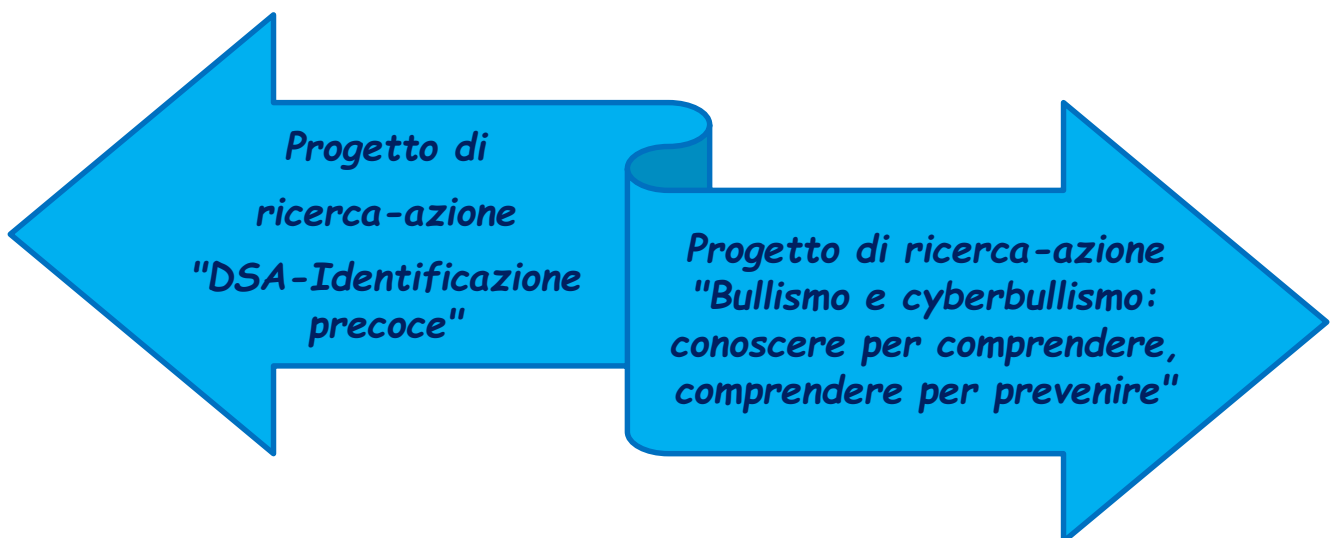 Progetto di
ricerca-azione
"DSA-Identificazione
precoce"
Progetto di ricerca-azione
"Bullismo e cyberbullismo:
conoscere per comprendere,
comprendere per prevenire"